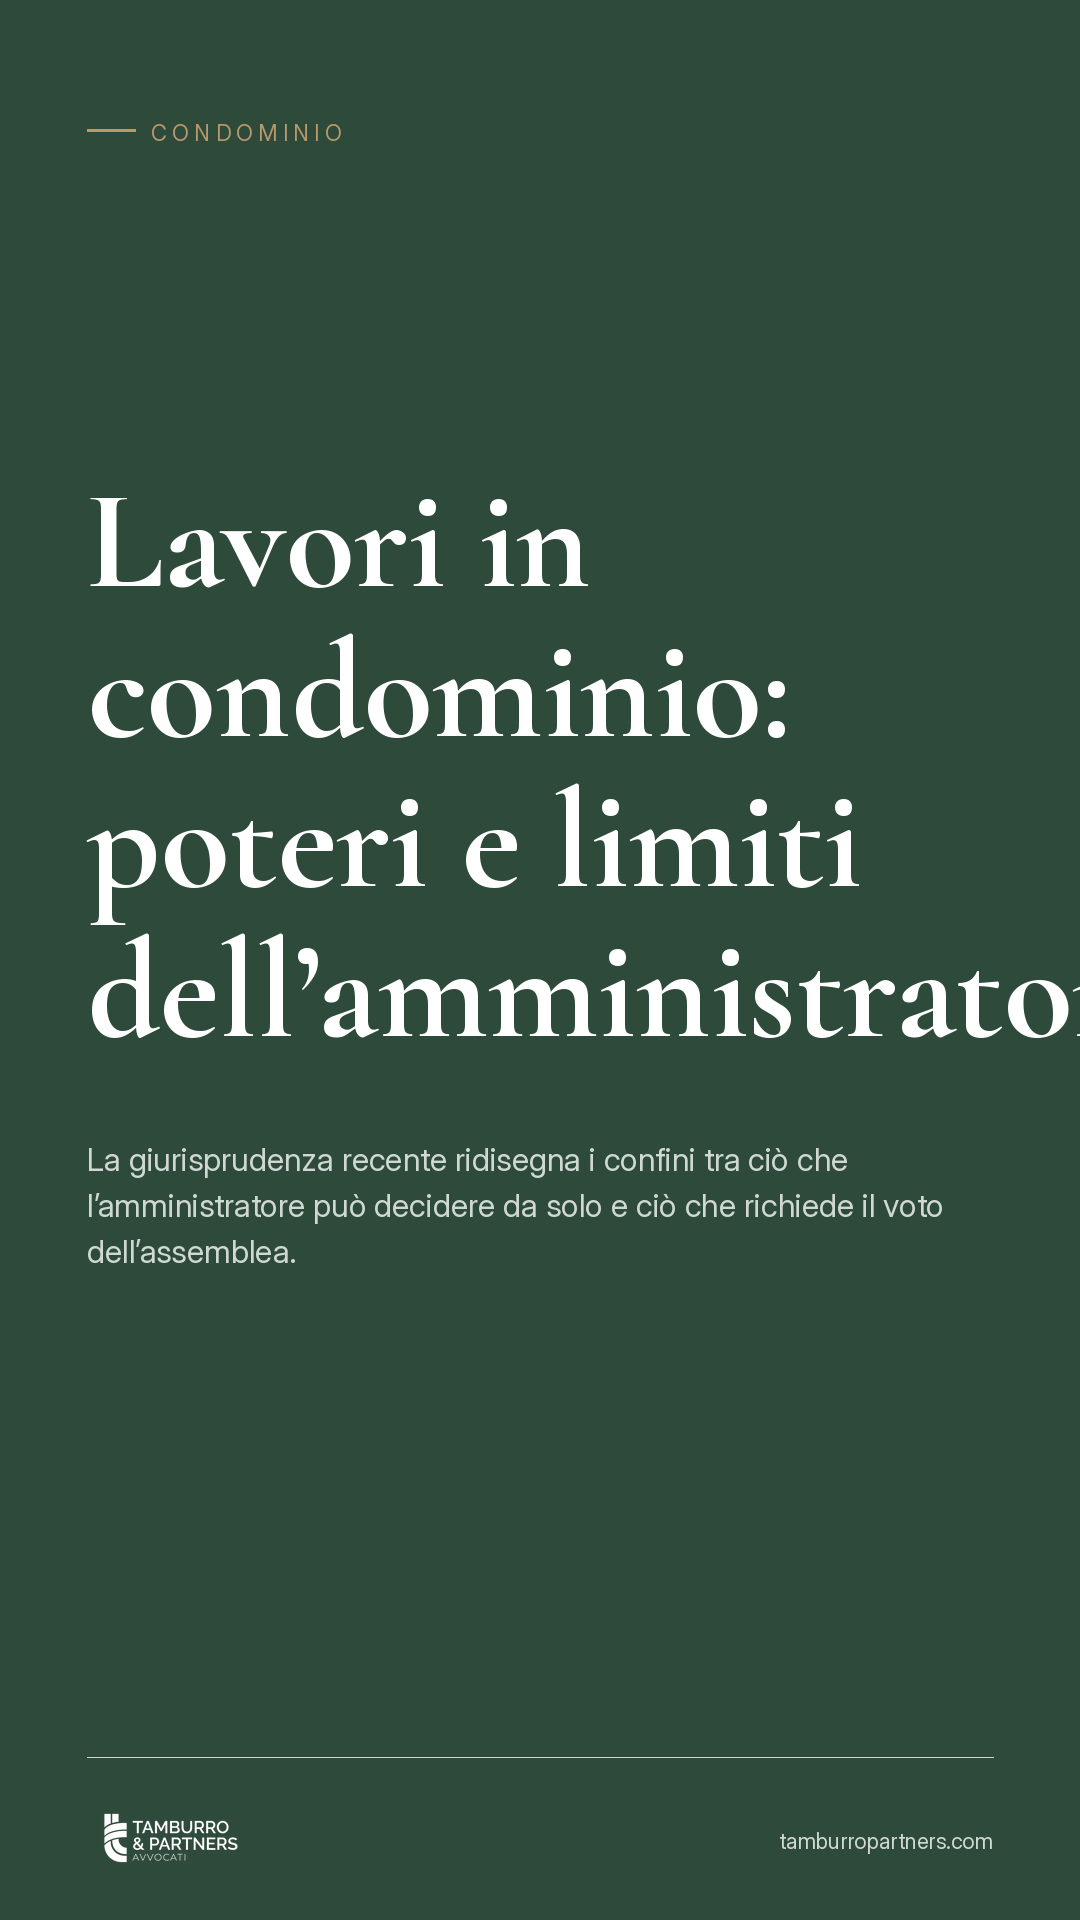 CONDOMINIO
Lavori in
condominio:
poteri e limiti
dell’amministrator
La giurisprudenza recente ridisegna i confini tra ciò che
l’amministratore può decidere da solo e ciò che richiede il voto
dell’assemblea.
TAMBURRO
& PARTNERS
AVVOCATI
tamburropartners.com